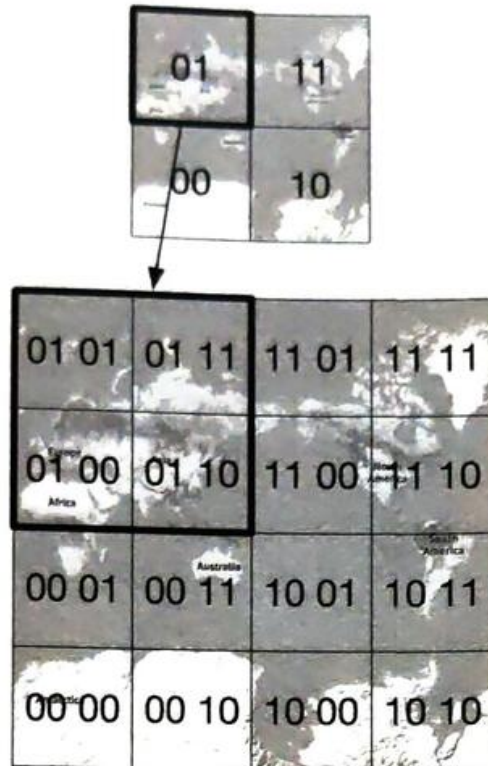 01 11
00 10
01 01 01 11 11 01 11 11
01 00 01 10 11 00 11 10
Africa
South
America
Australia
00 01 00 11 10 01 10 11
00 00 00 10 10 00 10 10